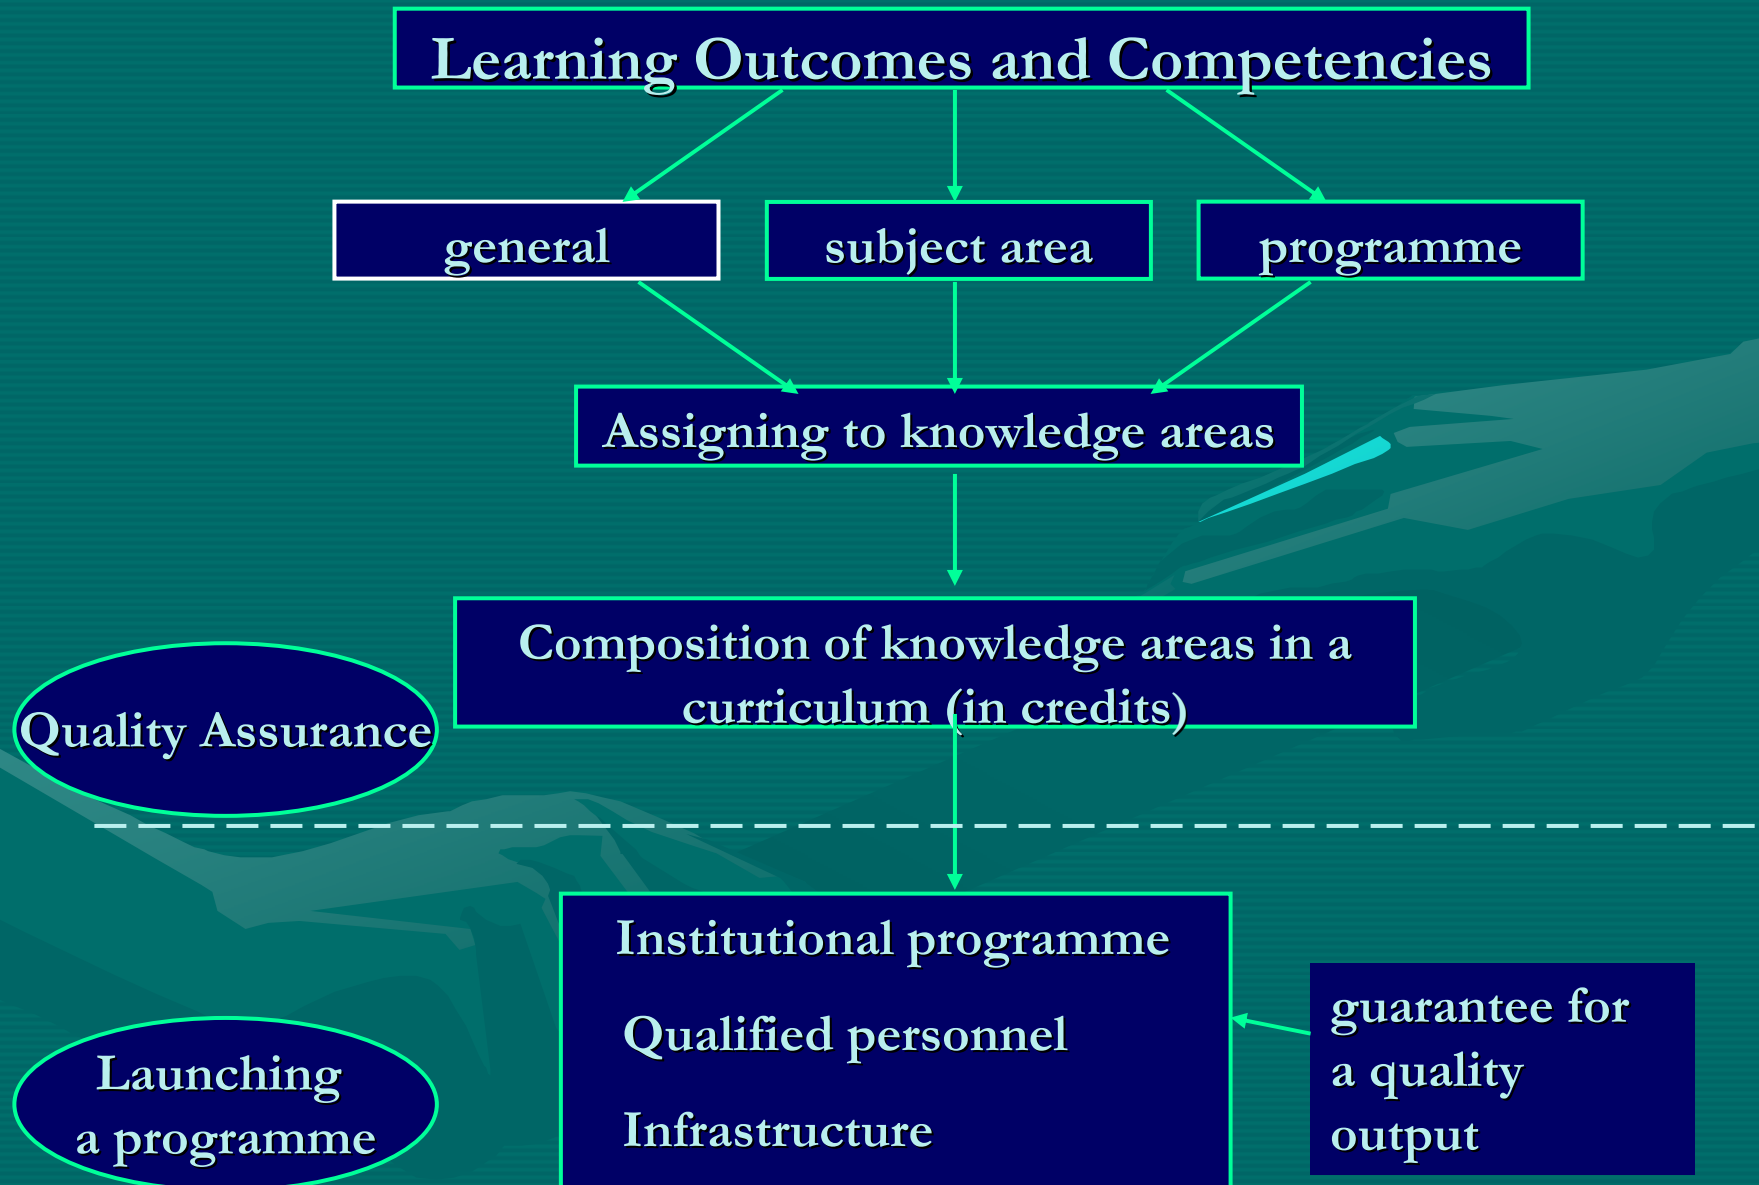 Learning Outcomes and Competencies
general
subject area
programme
Assigning to knowledge areas
Composition of knowledge areas in a
curriculum (in credits)
Quality Assurance
Institutional programme
Qualified personnel
Infrastructure
guarantee for
a quality
output
Launching
a programme